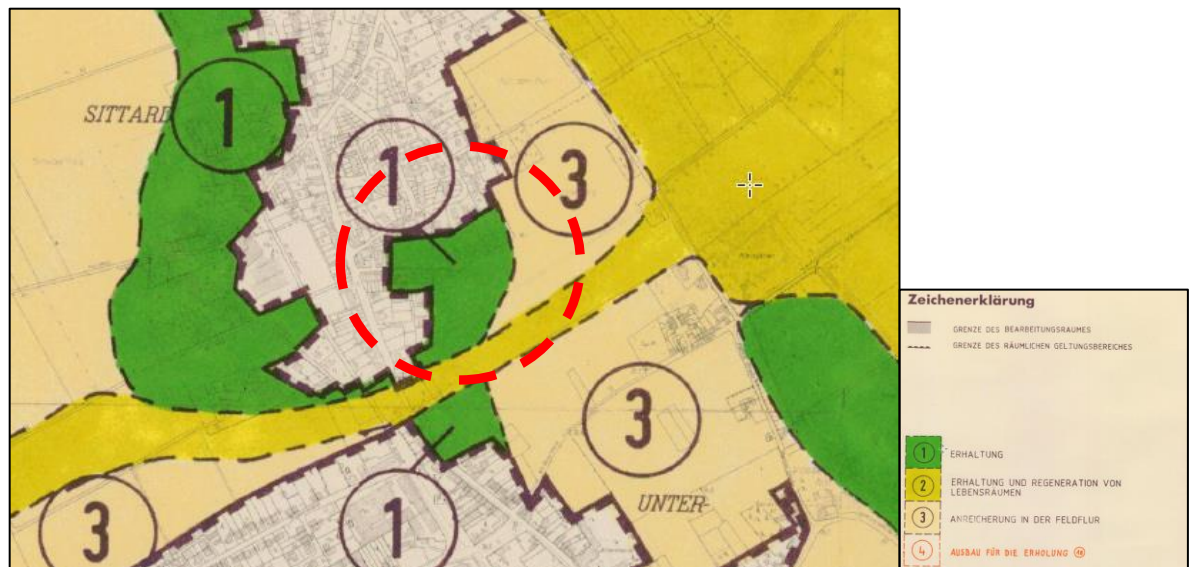 SITTARD
1
1
3
3
UNTER-
3
1
Zeichenerklärung
GRENZE DES BEARBEITUNGSRAUMES
GRENZE DES RÄUMLICHEN GELTUNGSBEREICHES
1 ERHALTUNG
2 ERHALTUNG UND REGENERATION VON
LEBENSRÄUMEN
3 ANREICHERUNG IN DER FELDFLUR
4 AUSBAU FÜR DIE ERHOLUNG